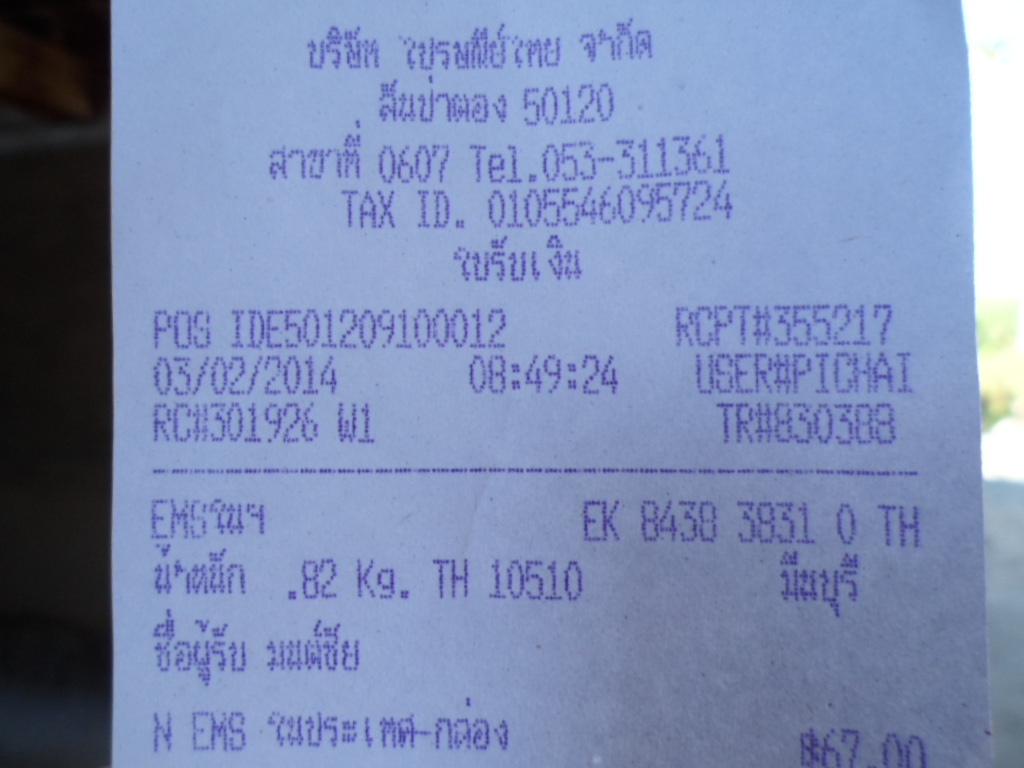 บริษัท ไปรษณีย์ไทย จำกัด
สันป่าตอง 50120
สาขาที่ 0607 Tel.053-311361
TAX ID. 0105546095724
ใบรับเงิน
POS IDE501209100012 RCPT#355217
03/02/2014 08:49:24 USER#PICHAI
RC#301926 W1 TR#830388
EMSในฯ EK 8438 3831 0 TH
น้ำหนัก .82 Kg. TH 10510 มีนบุรี
ชื่อผู้รับ มนต์ชัย
N EMS ในประเทศ-กล่อง ฿67.00